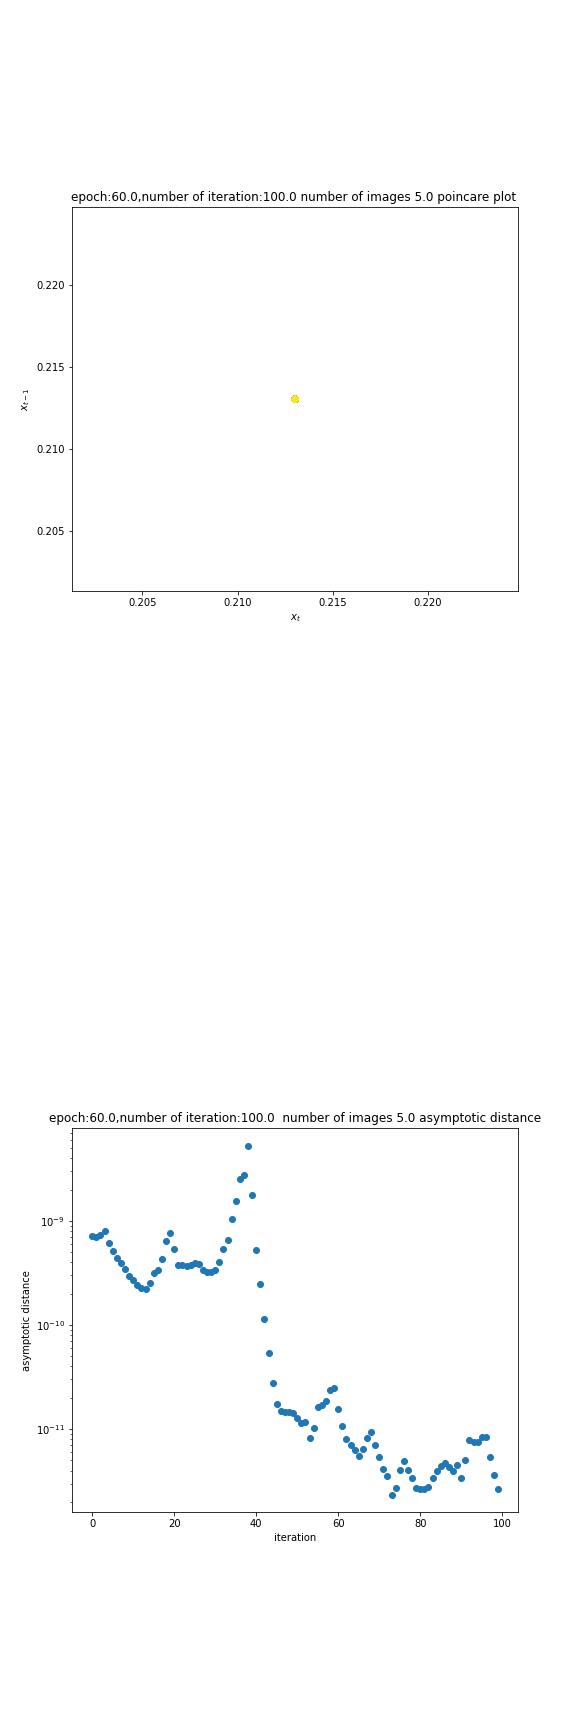 epoch:60.0,number of iteration:100.0 number of images 5.0 poincare plot
0.220
0.215
0.210
0.205
x_{t-1}
0.205 0.210 0.215 0.220
x_t
epoch:60.0,number of iteration:100.0  number of images 5.0 asymptotic distance
10^{-9}
10^{-10}
10^{-11}
asymptotic distance
0 20 40 60 80 100
iteration